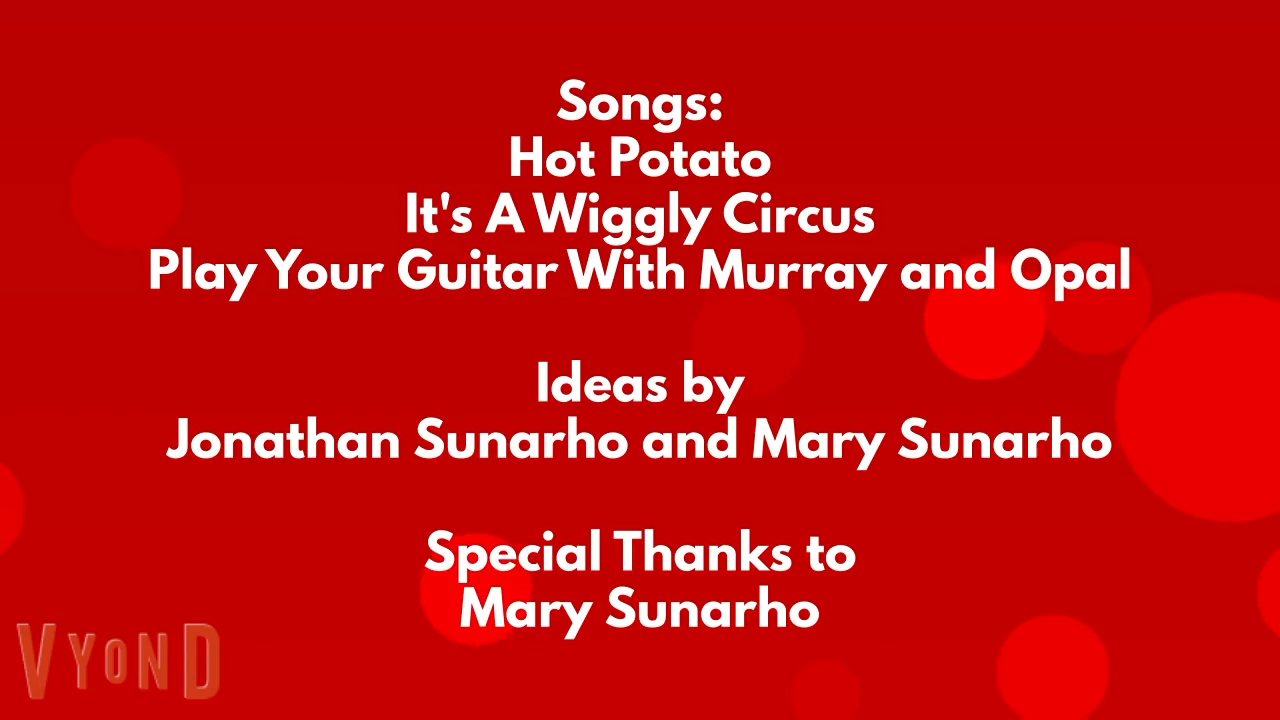 Songs:
Hot Potato
It's A Wiggly Circus
Play Your Guitar With Murray and Opal
Ideas by
Jonathan Sunarho and Mary Sunarho
Special Thanks to
Mary Sunarho
VYOND